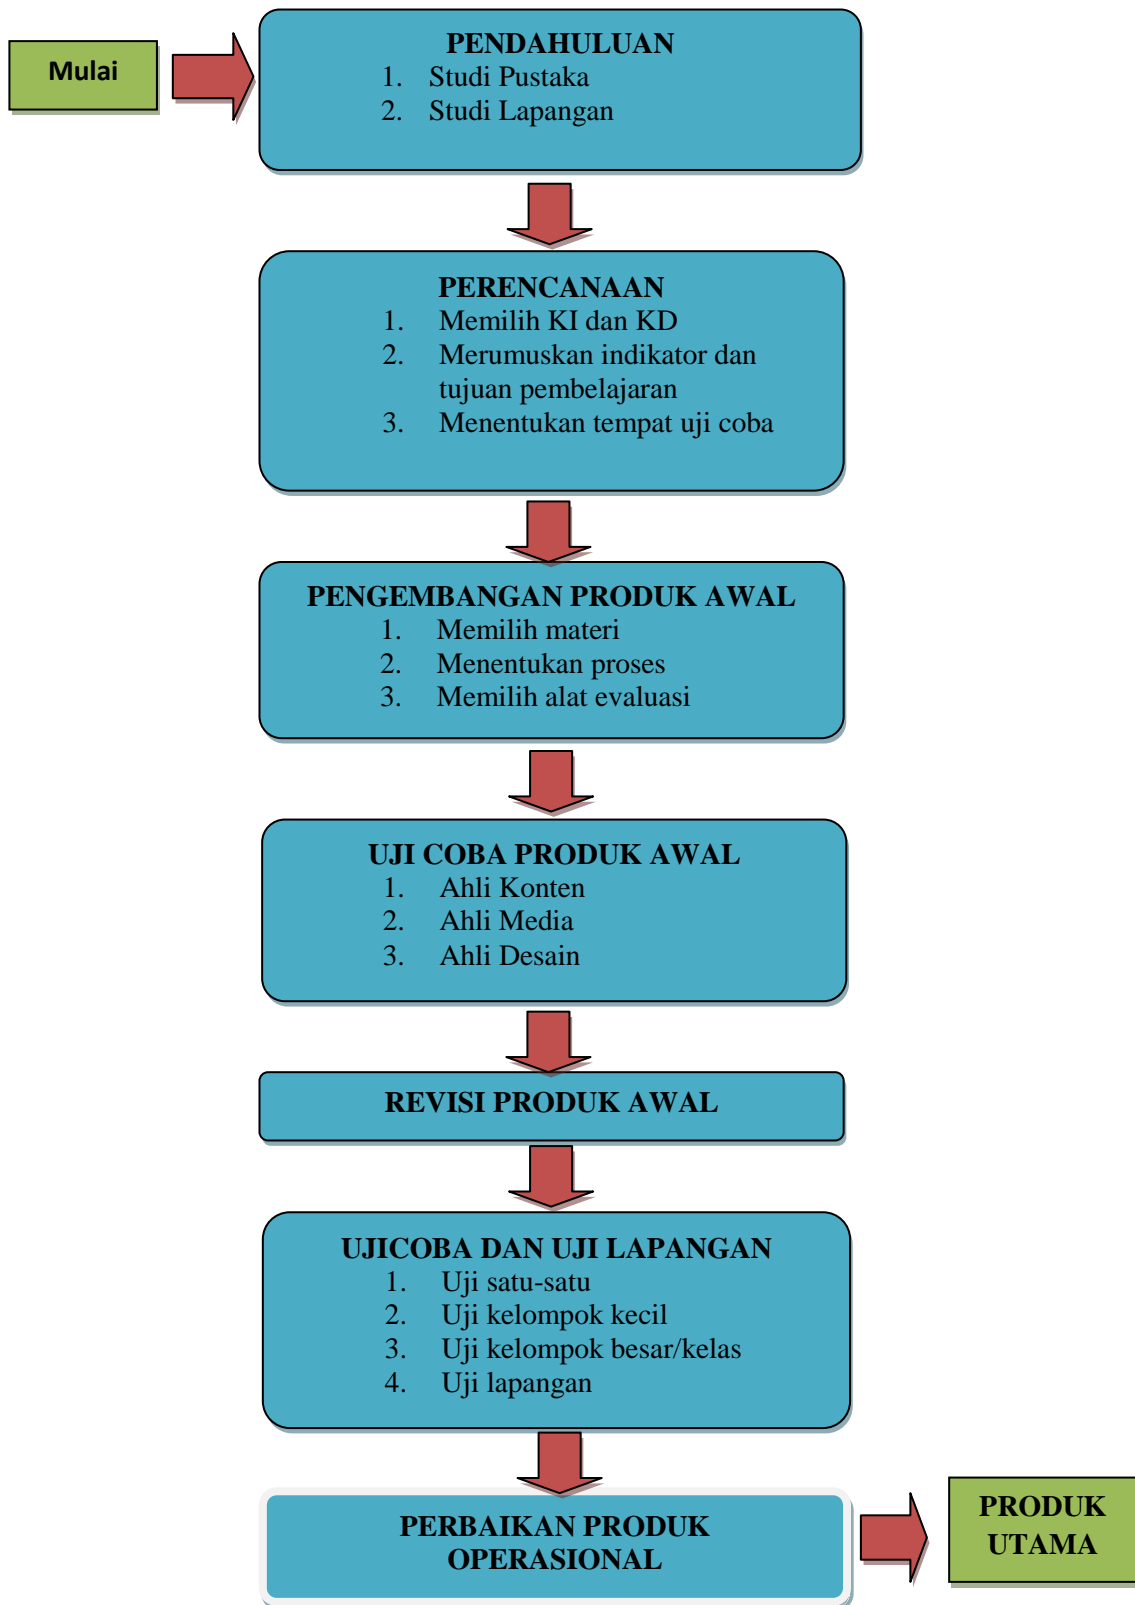 Mulai
PENDAHULUAN
1. Studi Pustaka
2. Studi Lapangan
PERENCANAAN
1. Memilih KI dan KD
2. Merumuskan indikator dan
tujuan pembelajaran
3. Menentukan tempat uji coba
PENGEMBANGAN PRODUK AWAL
1. Memilih materi
2. Menentukan proses
3. Memilih alat evaluasi
UJI COBA PRODUK AWAL
1. Ahli Konten
2. Ahli Media
3. Ahli Desain
REVISI PRODUK AWAL
UJICOBA DAN UJI LAPANGAN
1. Uji satu-satu
2. Uji kelompok kecil
3. Uji kelompok besar/kelas
4. Uji lapangan
PERBAIKAN PRODUK
OPERASIONAL
PRODUK
UTAMA